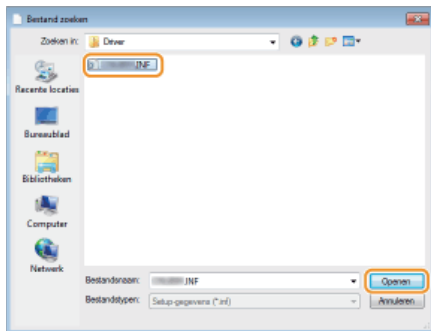 Bestand zoeken
Zoeken in: Driver
.INF
Recente locaties
Bureaublad
Bibliotheken
Computer
Netwerk
Bestandsnaam: .INF
Openen
Bestandstypen: Setup-gegevens (*.inf)
Annuleren